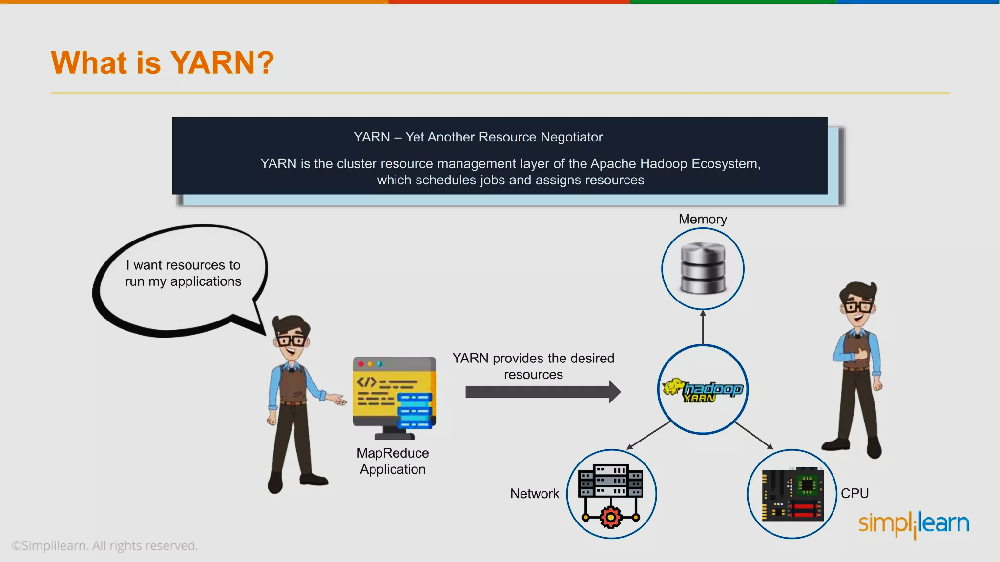 What is YARN?
YARN – Yet Another Resource Negotiator
YARN is the cluster resource management layer of the Apache Hadoop Ecosystem,
which schedules jobs and assigns resources
I want resources to
run my applications
Memory
YARN provides the desired
resources
hadoop
YARN
MapReduce
Application
Network
CPU
simplilearn
©Simplilearn. All rights reserved.